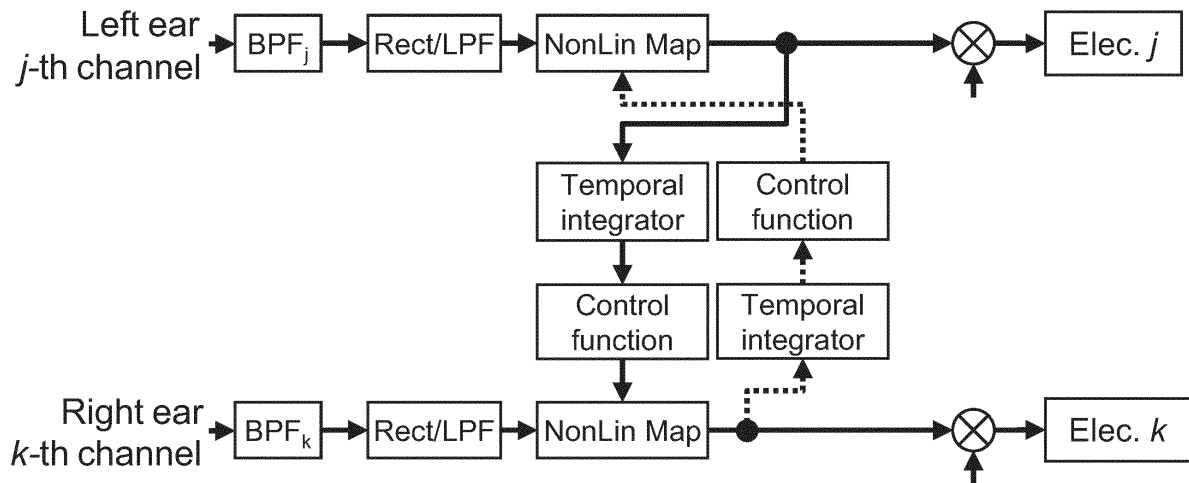 Left ear
j-th channel
BPFj
Rect/LPF
NonLin Map
Elec. j
Temporal
integrator
Control
function
Control
function
Temporal
integrator
Right ear
k-th channel
BPFk
Rect/LPF
NonLin Map
Elec. k